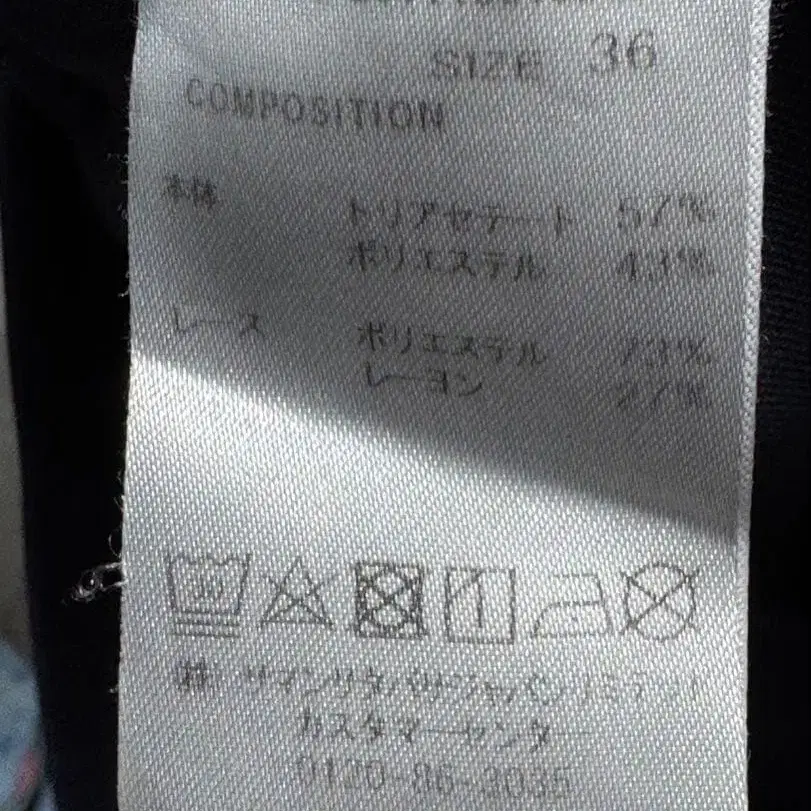 SIZE 36
COMPOSITION
本体 トリアセテート 57%
ポリエステル 43%
レース ポリエステル 73%
レーヨン 27%
30
カスタマーセンター
0120-86-3035